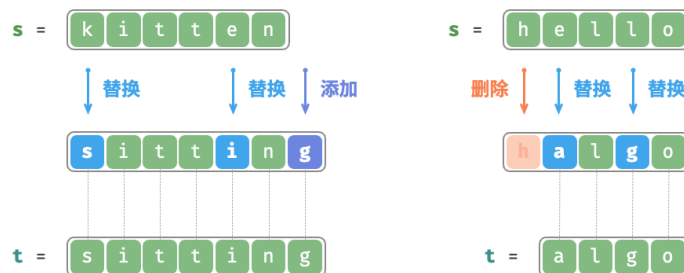 s = k i t t e n
替换 替换 添加
s i t t i n g
t = s i t t i n g
s = h e l l o
删除 替换 替换
h a l g o
t = a l g o